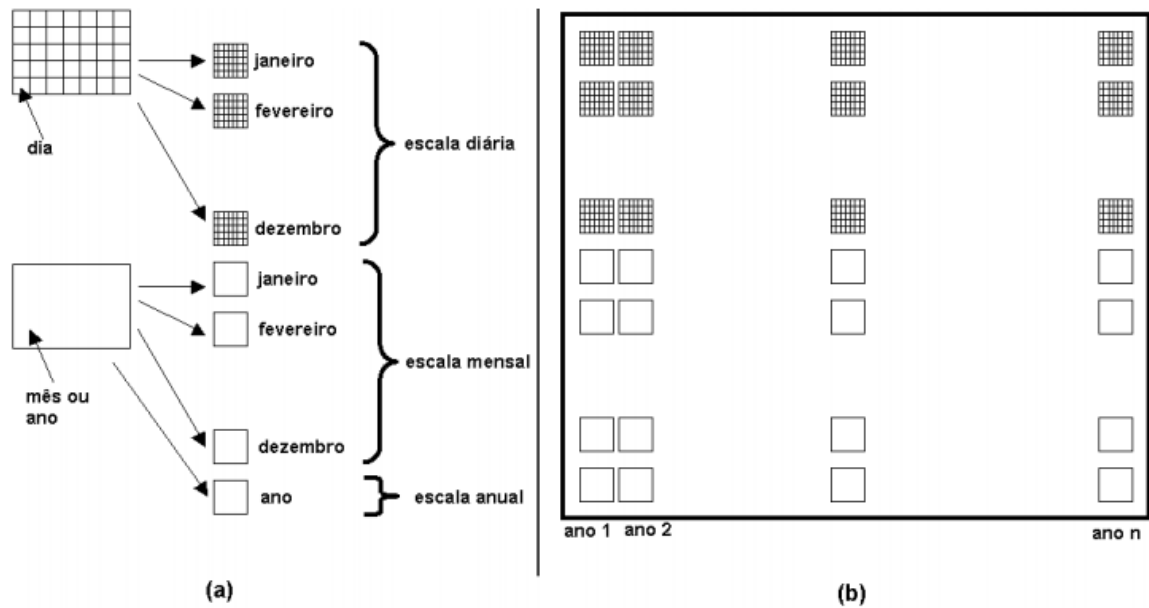 dia
janeiro
fevereiro
dezembro
escala diária
mês ou
ano
janeiro
fevereiro
dezembro
escala mensal
ano
escala anual
(a)
ano 1 ano 2 ano n
(b)